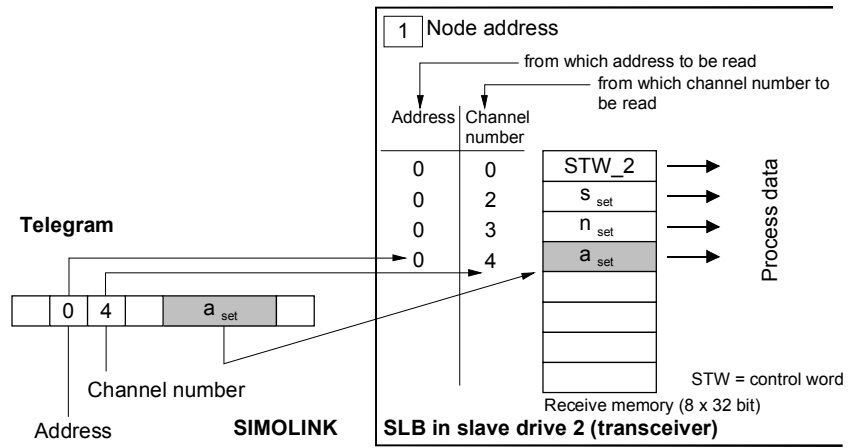 1 Node address
from which address to be read
from which channel number to
be read
Address Channel
number
0 0 STW_2
0 2 s set
0 3 n set
0 4 a set
Process data
Telegram
0 4 a set
Channel number
Address
SIMOLINK
STW = control word
Receive memory (8 x 32 bit)
SLB in slave drive 2 (transceiver)